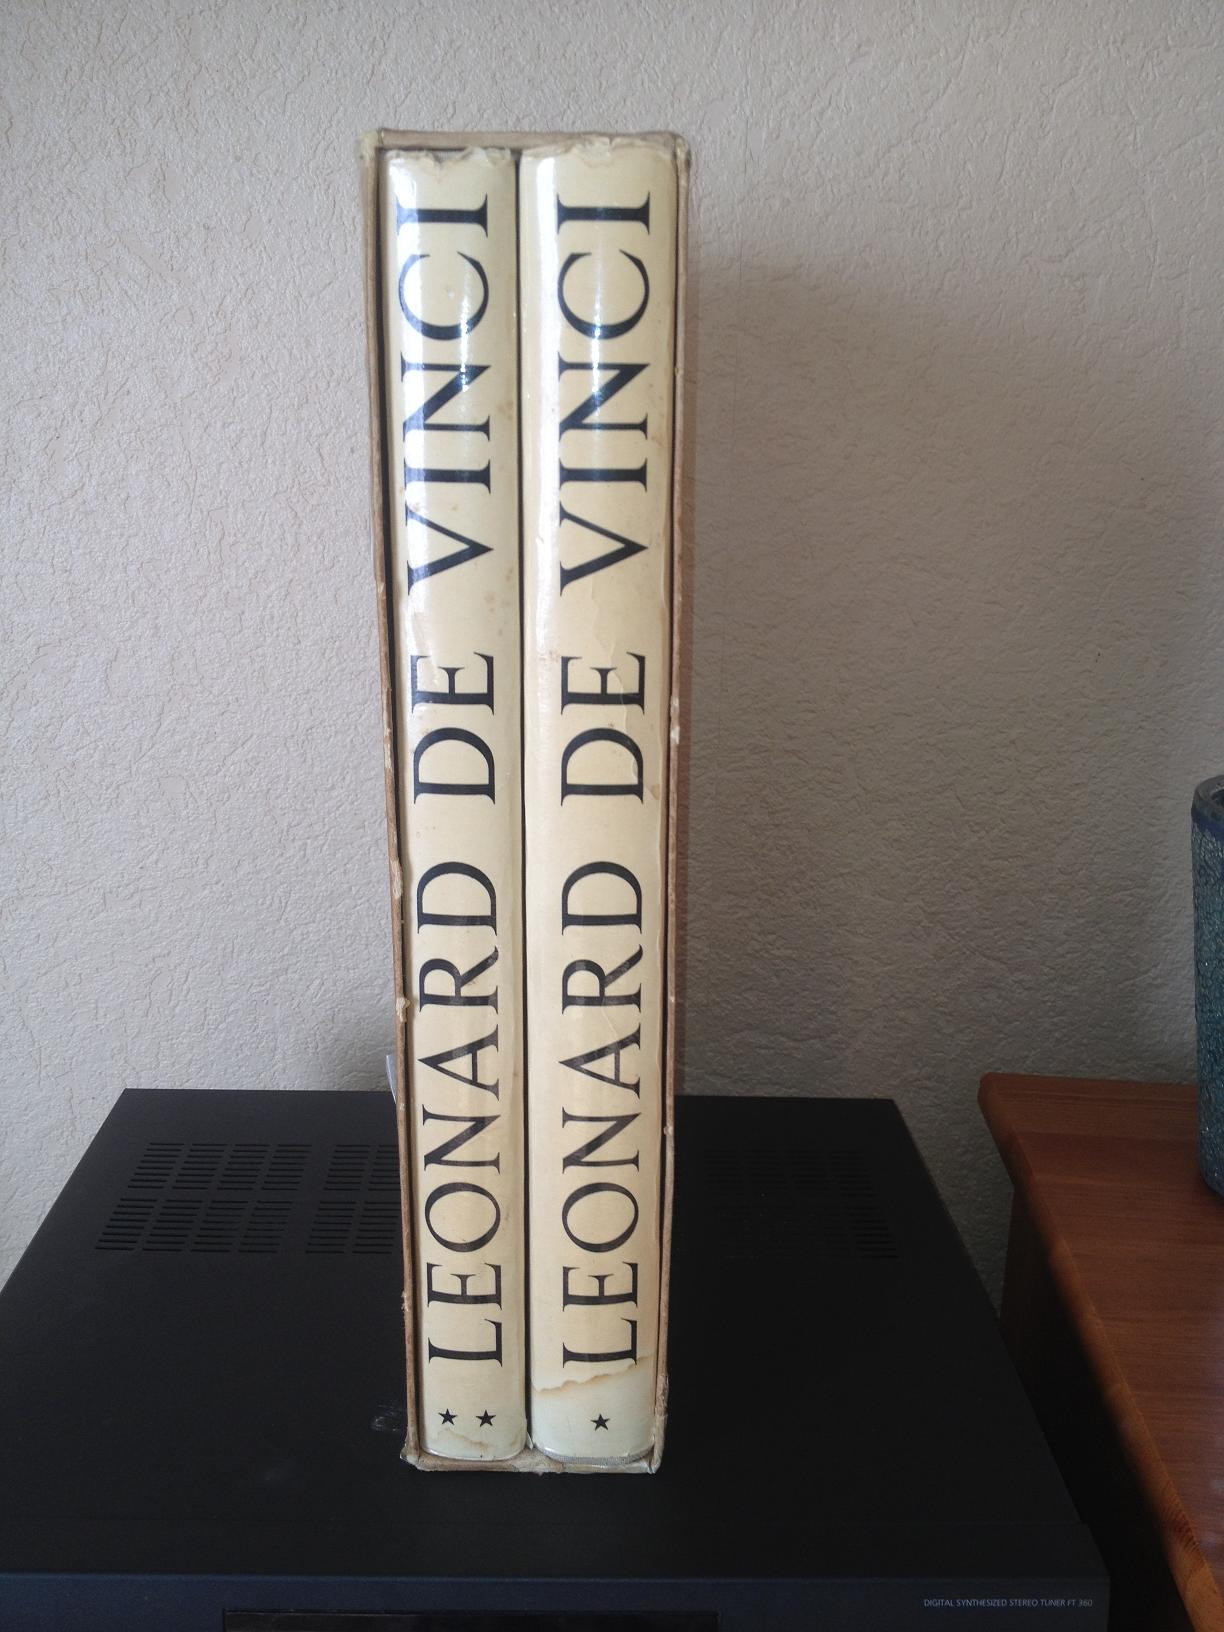 LEONARD DE VINCI
★ ★
LEONARD DE VINCI
★
DIGITAL SYNTHESIZED STEREO TUNER FT 360